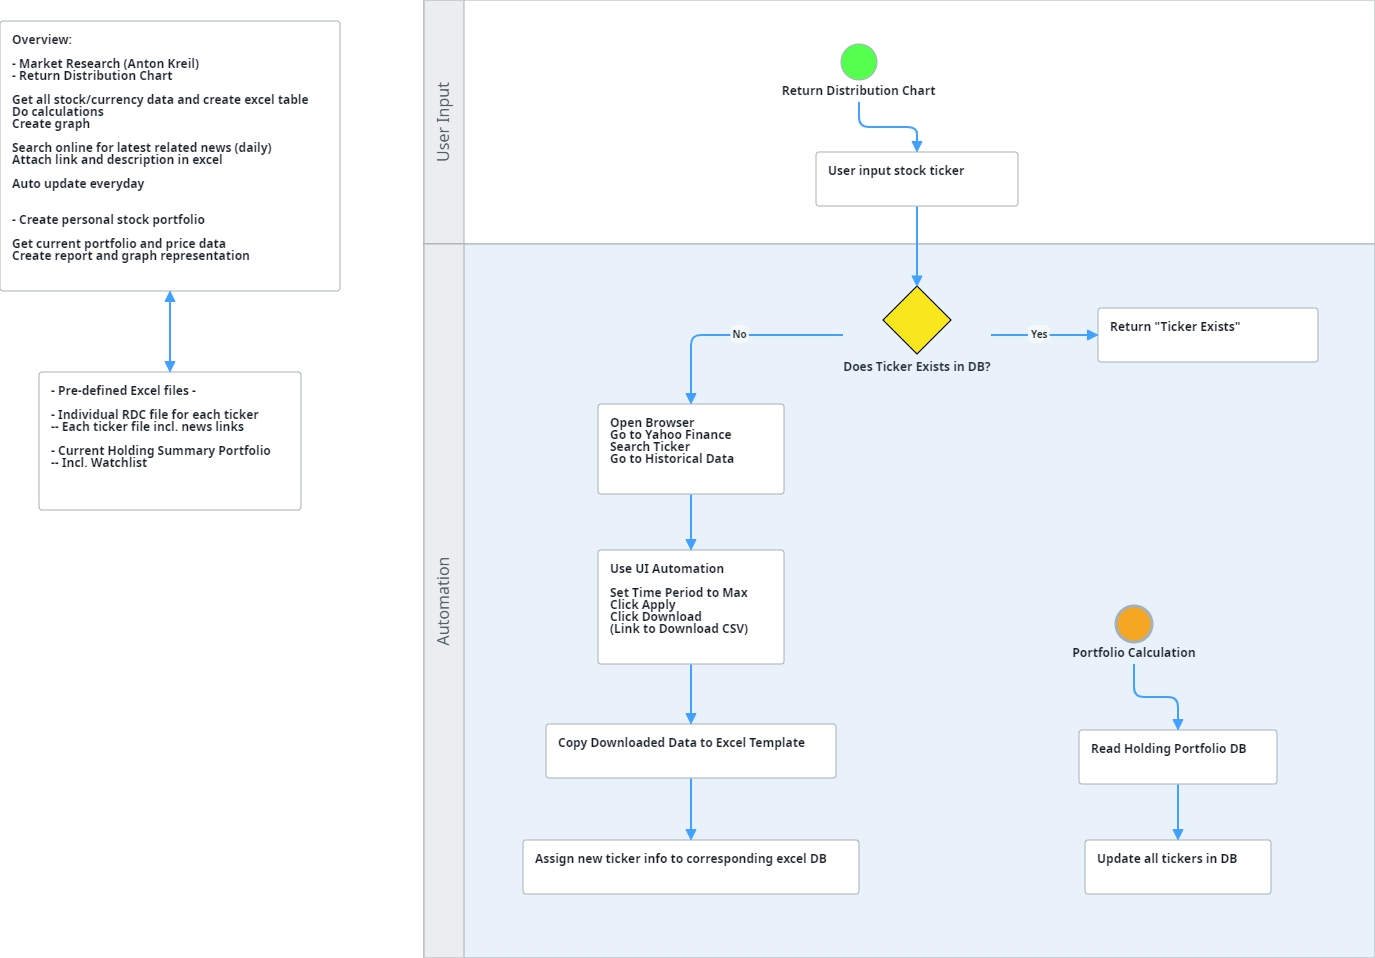 Overview:
- Market Research (Anton Kreil)
- Return Distribution Chart
Get all stock/currency data and create excel table
Do calculations
Create graph
Search online for latest related news (daily)
Attach link and description in excel
Auto update everyday
- Create personal stock portfolio
Get current portfolio and price data
Create report and graph representation
- Pre-defined Excel files -
- Individual RDC file for each ticker
-- Each ticker file incl. news links
- Current Holding Summary Portfolio
-- Incl. Watchlist
User Input
Return Distribution Chart
User input stock ticker
Automation
Does Ticker Exists in DB?
No
Yes
Return "Ticker Exists"
Open Browser
Go to Yahoo Finance
Search Ticker
Go to Historical Data
Use UI Automation
Set Time Period to Max
Click Apply
Click Download
(Link to Download CSV)
Copy Downloaded Data to Excel Template
Assign new ticker info to corresponding excel DB
Portfolio Calculation
Read Holding Portfolio DB
Update all tickers in DB